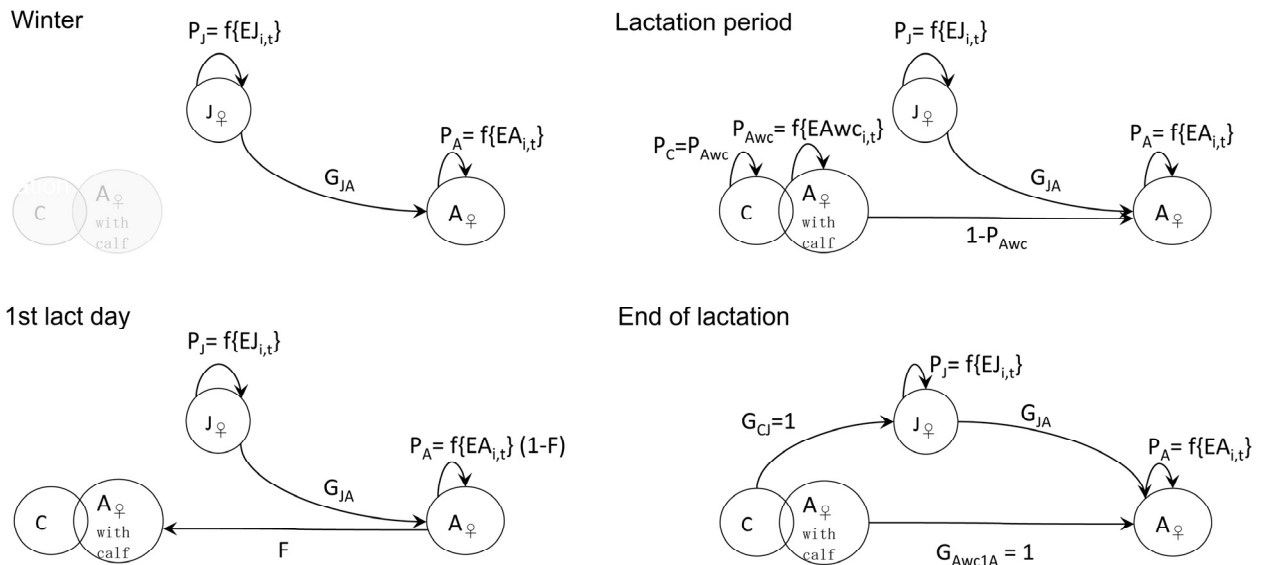 Winter
P_J= f{EJ_i,t}
J♀
P_A= f{EA_i,t}
G_JA
C
A♀
with
calf
A♀
Lactation period
P_J= f{EJ_i,t}
J♀
P_Awc= f{EAwc_i,t}
P_C=P_Awc
P_A= f{EA_i,t}
G_JA
C
A♀
with
calf
A♀
1-P_Awc
1st lact day
P_J= f{EJ_i,t}
J♀
P_A= f{EA_i,t} (1-F)
G_JA
C
A♀
with
calf
A♀
F
End of lactation
P_J= f{EJ_i,t}
G_CJ=1
J♀
G_JA
P_A= f{EA_i,t}
C
A♀
with
calf
A♀
G_Awc1A = 1